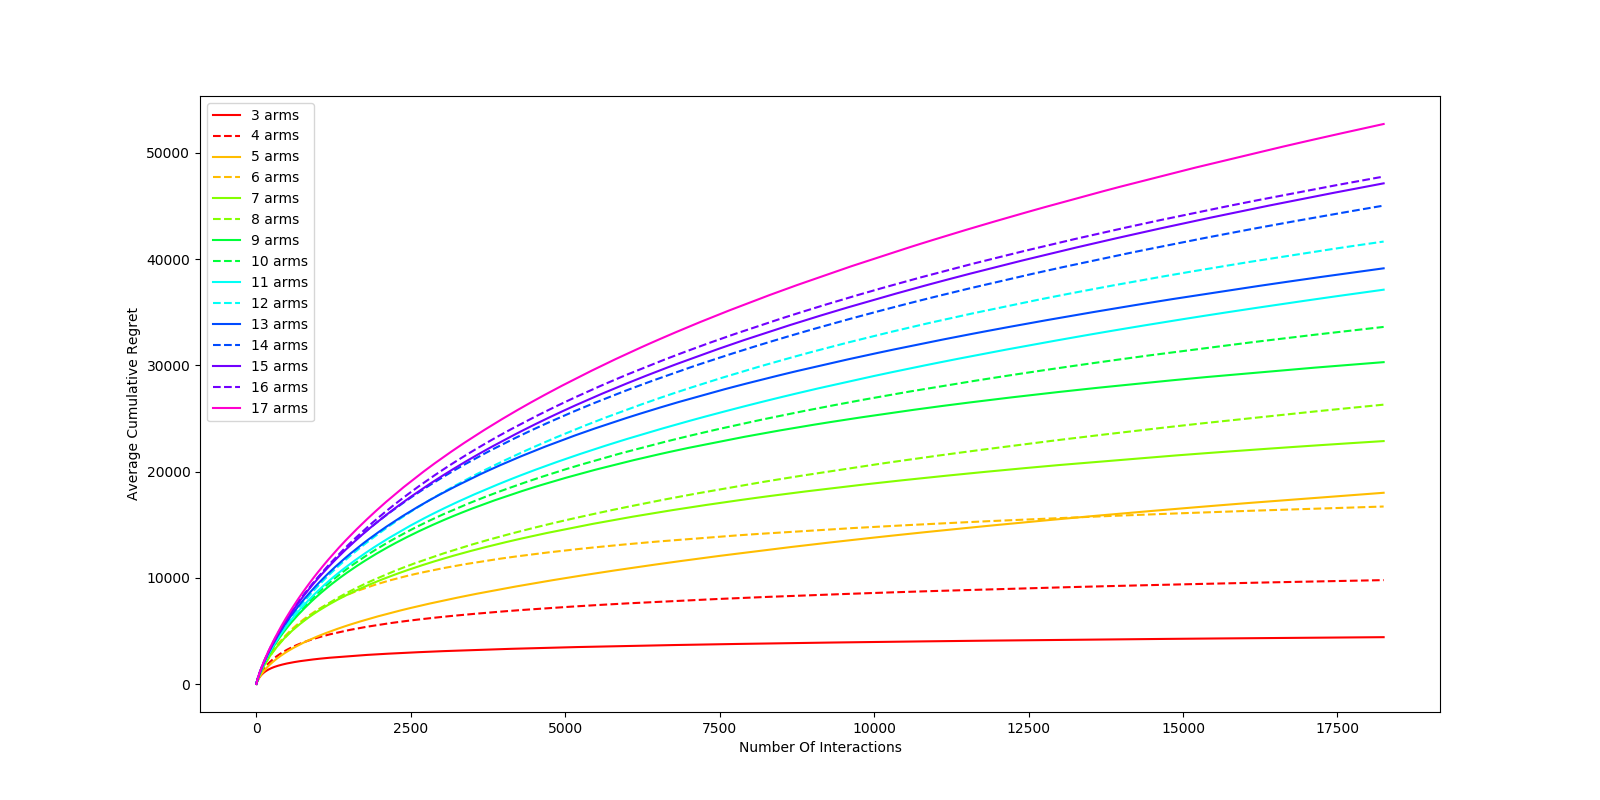 3 arms
4 arms
5 arms
6 arms
7 arms
8 arms
9 arms
10 arms
11 arms
12 arms
13 arms
14 arms
15 arms
16 arms
17 arms
50000
40000
30000
20000
10000
0
Average Cumulative Regret
0 2500 5000 7500 10000 12500 15000 17500
Number Of Interactions